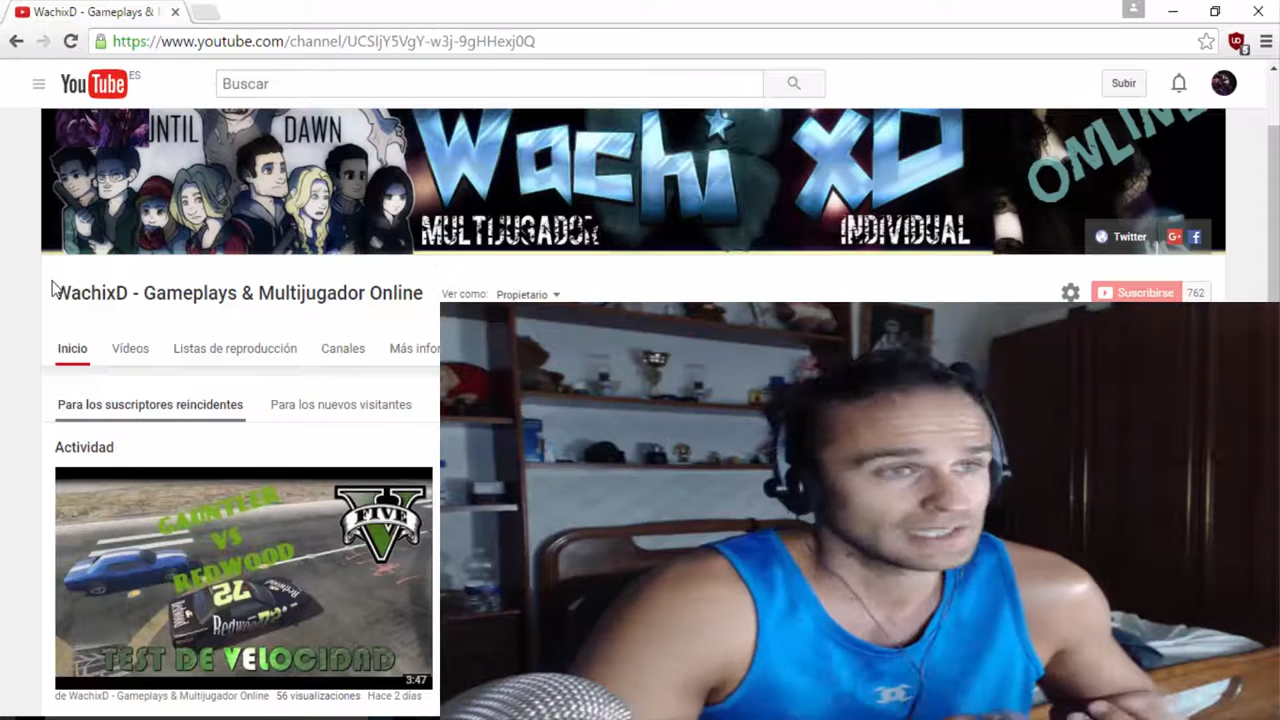 WachixD - Gameplays &
https://www.youtube.com/channel/UCSIjY5VgY-w3j-9gHHexj0Q
YouTube ES
Buscar
Subir
UNTIL DAWN
Wachi xD
ONLINE
MULTIJUGADOR
INDIVIDUAL
Twitter
WachixD - Gameplays & Multijugador Online
Ver como: Propietario
Suscribirse 762
Inicio Vídeos Listas de reproducción Canales Más infor
Para los suscriptores reincidentes Para los nuevos visitantes
Actividad
GAUNTLER
VS
REDWOOD
V
FIVE
72
Redwood
TEST DE VELOCIDAD
3:47
de WachixD - Gameplays & Multijugador Online 56 visualizaciones Hace 2 días